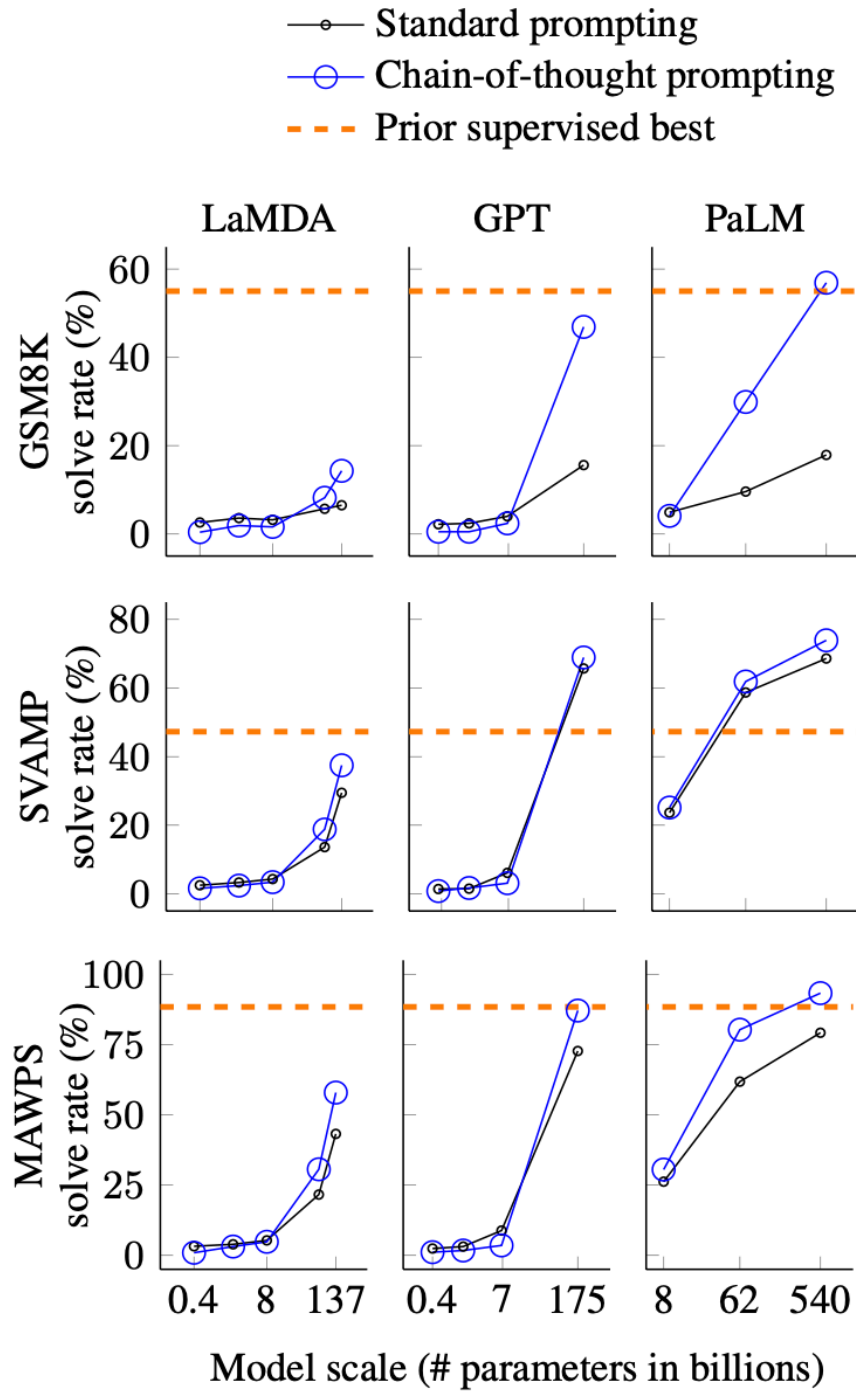 Standard prompting
Chain-of-thought prompting
Prior supervised best
LaMDA
GPT
PaLM
GSM8K
solve rate (%)
60
40
20
0
SVAMP
solve rate (%)
80
60
40
20
0
MAWPS
solve rate (%)
100
75
50
25
0
0.4 8 137
0.4 7 175
8 62 540
Model scale (# parameters in billions)